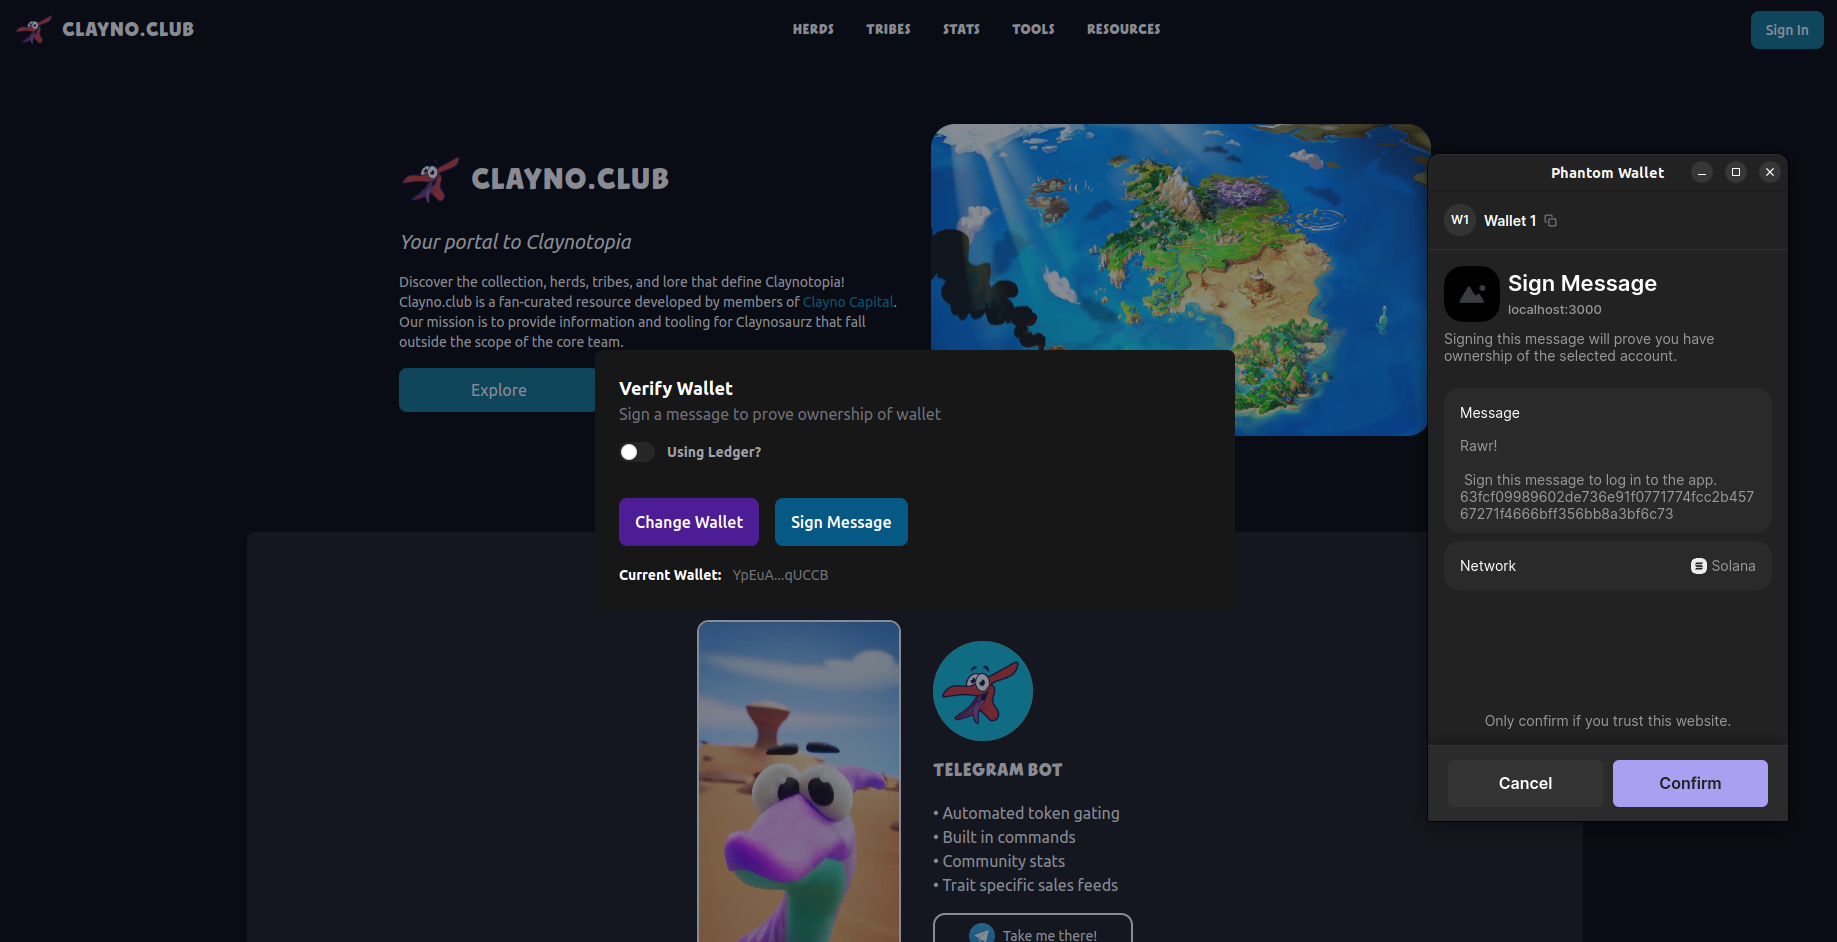 CLAYNO.CLUB
HERDS TRIBES STATS TOOLS RESOURCES
Sign In
CLAYNO.CLUB
Your portal to Claynotopia
Discover the collection, herds, tribes, and lore that define Claynotopia!
Clayno.club is a fan-curated resource developed by members of Clayno Capital.
Our mission is to provide information and tooling for Claynosaurz that fall
outside the scope of the core team.
Explore
Verify Wallet
Sign a message to prove ownership of wallet
Using Ledger?
Change Wallet Sign Message
Current Wallet: YpEuA...qUCCB
TELEGRAM BOT
• Automated token gating
• Built in commands
• Community stats
• Trait specific sales feeds
Take me there!
Phantom Wallet
W1 Wallet 1
Sign Message
localhost:3000
Signing this message will prove you have
ownership of the selected account.
Message
Rawr!
Sign this message to log in to the app.
63fcf09989602de736e91f0771774fcc2b457
67271f4666bff356bb8a3bf6c73
Network Solana
Only confirm if you trust this website.
Cancel Confirm